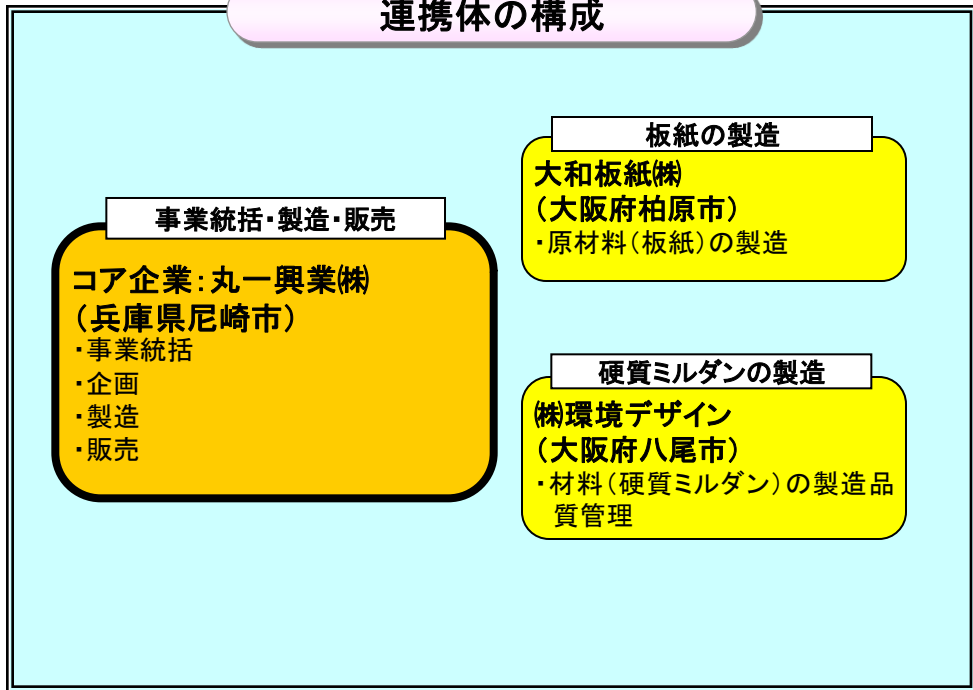 連携体の構成
事業統括・製造・販売
コア企業：丸一興業㈱
（兵庫県尼崎市）
・事業統括
・企画
・製造
・販売
板紙の製造
大和板紙㈱
（大阪府柏原市）
・原材料（板紙）の製造
硬質ミルダンの製造
㈱環境デザイン
（大阪府八尾市）
・材料（硬質ミルダン）の製造品
質管理